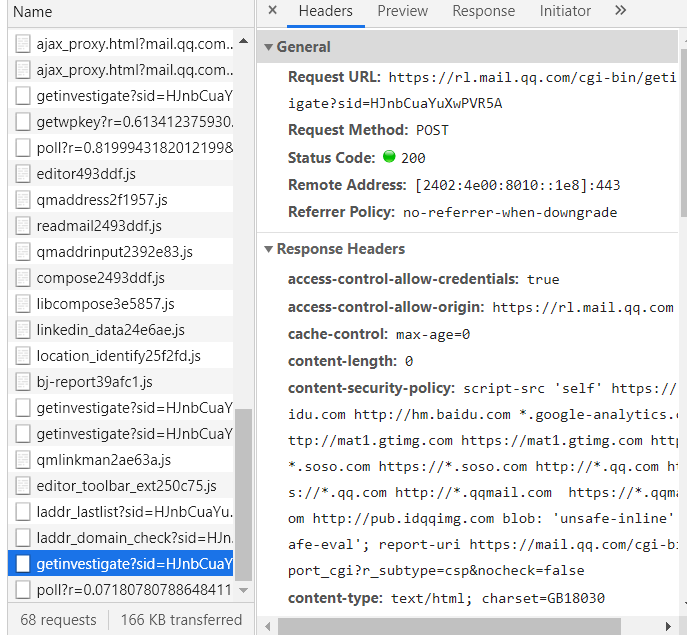 Name
ajax_proxy.html?mail.qq.com..
ajax_proxy.html?mail.qq.com..
getinvestigate?sid=HJnbCuaY
getwpkey?r=0.613412375930.
poll?r=0.81999431820121998
editor493ddf.js
qmaddress2f1957.js
readmail2493ddf.js
qmaddrinput2392e83.js
compose2493ddf.js
libcompose3e5857.js
linkedin_data24e6ae.js
location_identify25f2fd.js
bj-report39afc1.js
getinvestigate?sid=HJnbCuaY
getinvestigate?sid=HJnbCuaY
qmlinkman2ae63a.js
editor_toolbar_ext250c75.js
laddr_lastlist?sid=HJnbCuaYu.
laddr_domain_check?sid=HJn.
getinvestigate?sid=HJnbCuaY
poll?r=0.07180780788648411
68 requests 166 KB transferred
× Headers Preview Response Initiator »
General
Request URL: https://rl.mail.qq.com/cgi-bin/geti
igate?sid=HJnbCuaYuXwPVR5A
Request Method: POST
Status Code: 200
Remote Address: [2402:4e00:8010::1e8]:443
Referrer Policy: no-referrer-when-downgrade
Response Headers
access-control-allow-credentials: true
access-control-allow-origin: https://rl.mail.qq.com
cache-control: max-age=0
content-length: 0
content-security-policy: script-src 'self' https:/
idu.com http://hm.baidu.com *.google-analytics.c
ttp://mat1.gtimg.com https://mat1.gtimg.com http
*.soso.com https://*.soso.com http://*.qq.com ht
s://*.qq.com http://*.qqmail.com https://*.qqma
om http://pub.idqqimg.com blob: 'unsafe-inline'
afe-eval'; report-uri https://mail.qq.com/cgi-bi
port_cgi?r_subtype=csp&nocheck=false
content-type: text/html; charset=GB18030